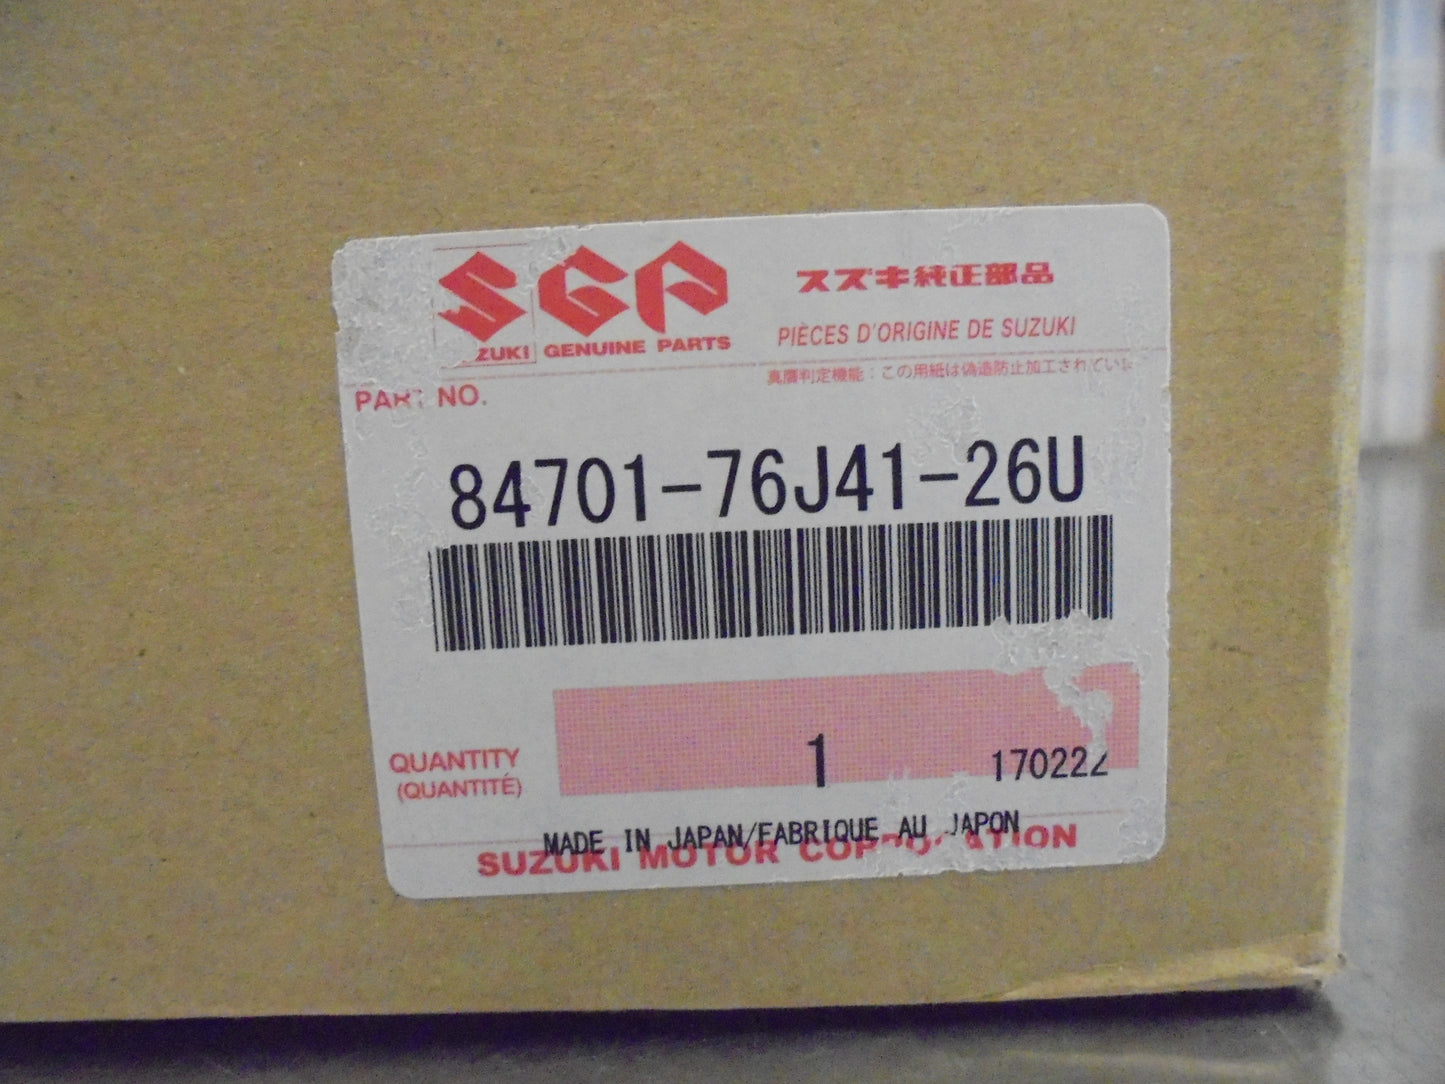 SGP
スズキ純正部品
GENUINE PARTS
PIÈCES D'ORIGINE DE SUZUKI
真贋判定機能：この用紙は偽造防止加工されてい
PART NO.
84701-76J41-26U
QUANTITY
(QUANTITÉ)
1
170222
MADE IN JAPAN/FABRIQUE AU JAPON
SUZUKI MOTOR CORPORATION